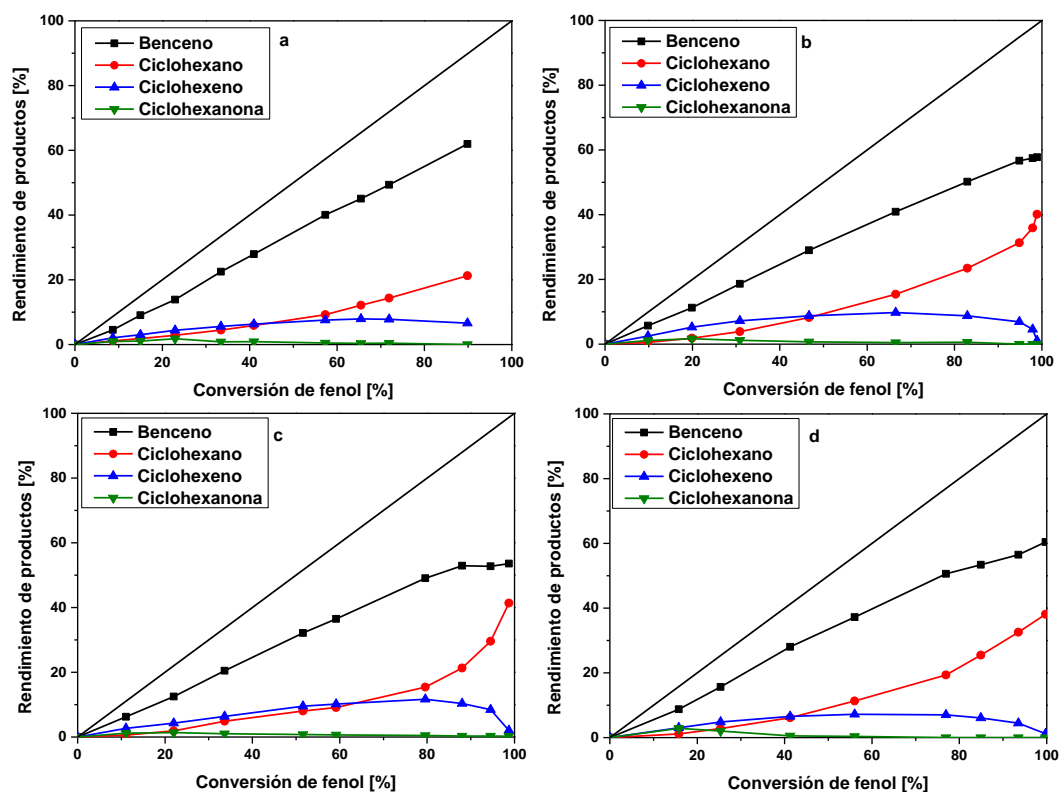 a
Benceno
Ciclohexano
Ciclohexeno
Ciclohexanona
100
80
60
40
20
0
0 20 40 60 80 100
Rendimiento de productos [%]
Conversión de fenol [%]
b
Benceno
Ciclohexano
Ciclohexeno
Ciclohexanona
100
80
60
40
20
0
0 20 40 60 80 100
Rendimiento de productos [%]
Conversión de fenol [%]
c
Benceno
Ciclohexano
Ciclohexeno
Ciclohexanona
100
80
60
40
20
0
0 20 40 60 80 100
Rendimiento de productos [%]
Conversión de fenol [%]
d
Benceno
Ciclohexano
Ciclohexeno
Ciclohexanona
100
80
60
40
20
0
0 20 40 60 80 100
Rendimiento de productos [%]
Conversión de fenol [%]